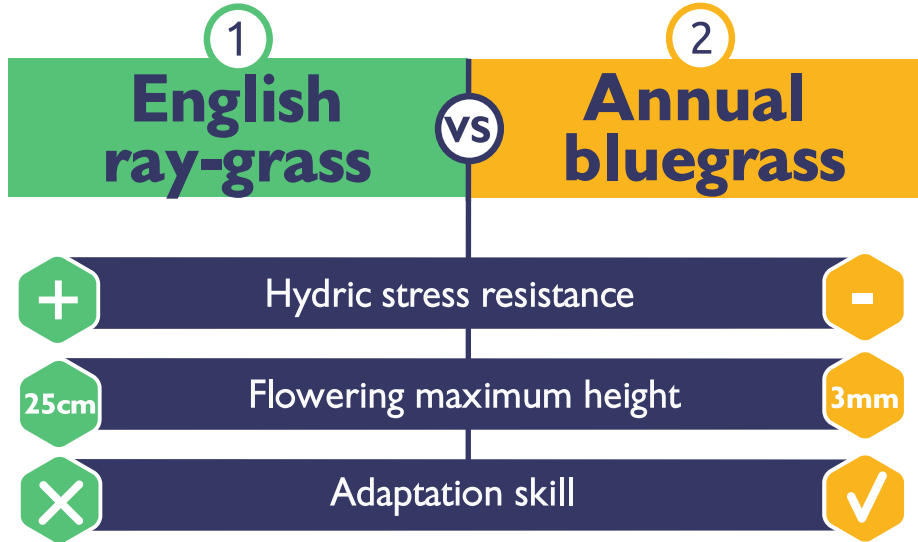 1
2
English
ray-grass
vs
Annual
bluegrass
+
Hydric stress resistance
-
25cm
Flowering maximum height
3mm
Adaptation skill